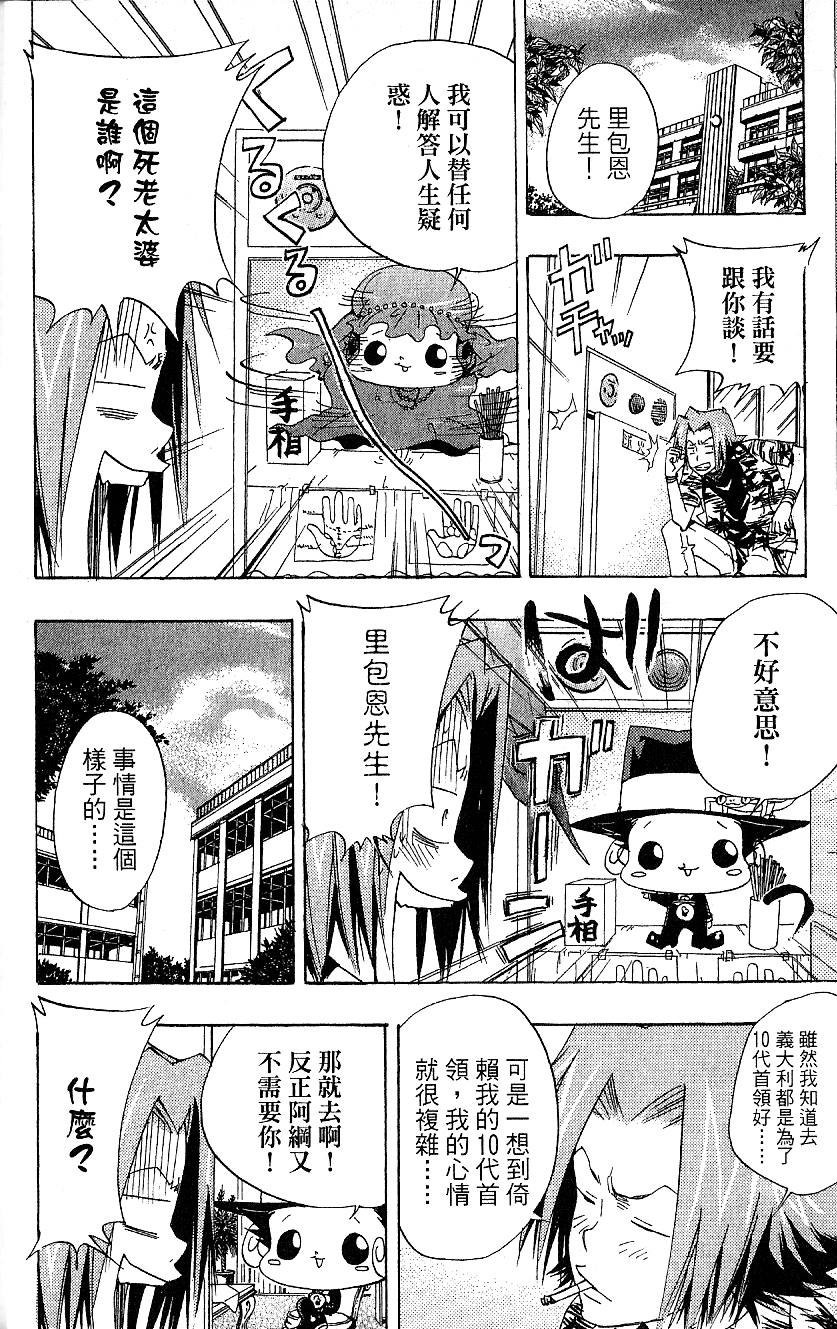 里包恩
先生！
我有話要
跟你談！
ガチャ
我可以替任何
人解答人生疑
惑！
くるくるっ
手相
這個死老太婆
是誰啊？
不好意思！
ばっ
手相
里包恩先生！
事情是這個
樣子的……
雖然我知道去
義大利都是為了
10代首領好……
可是一想到倚
賴我的10代首
領，我的心情
就很複雜……
那就去啊！
反正阿綱又
不需要你！
什麼？